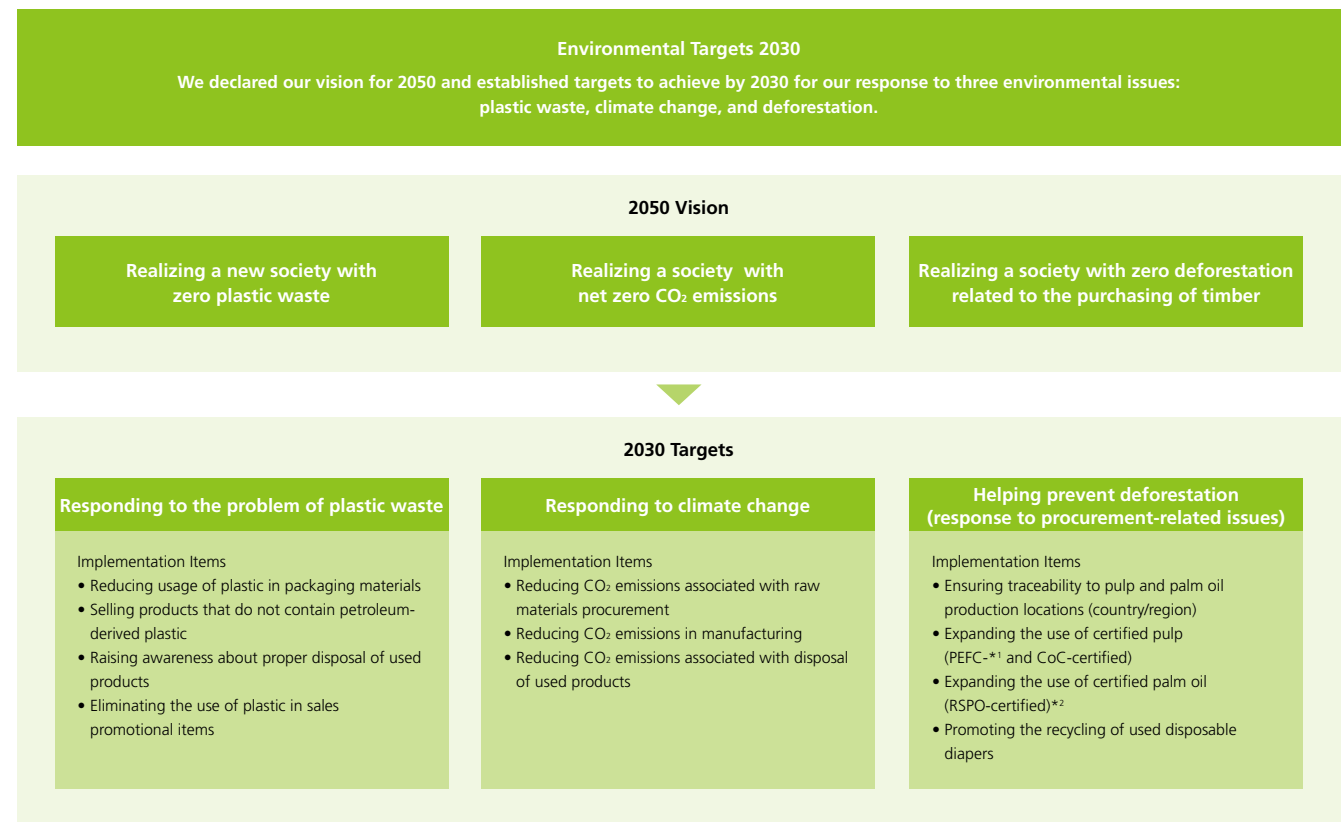 Environmental Targets 2030
We declared our vision for 2050 and established targets to achieve by 2030 for our response to three environmental issues:
plastic waste, climate change, and deforestation.
2050 Vision
Realizing a new society with
zero plastic waste
Realizing a society with
net zero CO₂ emissions
Realizing a society with zero deforestation
related to the purchasing of timber
2030 Targets
Responding to the problem of plastic waste
Implementation Items
• Reducing usage of plastic in packaging materials
• Selling products that do not contain petroleum-
derived plastic
• Raising awareness about proper disposal of used
products
• Eliminating the use of plastic in sales
promotional items
Responding to climate change
Implementation Items
• Reducing CO₂ emissions associated with raw
materials procurement
• Reducing CO₂ emissions in manufacturing
• Reducing CO₂ emissions associated with disposal
of used products
Helping prevent deforestation
(response to procurement-related issues)
Implementation Items
• Ensuring traceability to pulp and palm oil
production locations (country/region)
• Expanding the use of certified pulp
(PEFC-*¹ and CoC-certified)
• Expanding the use of certified palm oil
(RSPO-certified)*²
• Promoting the recycling of used disposable
diapers